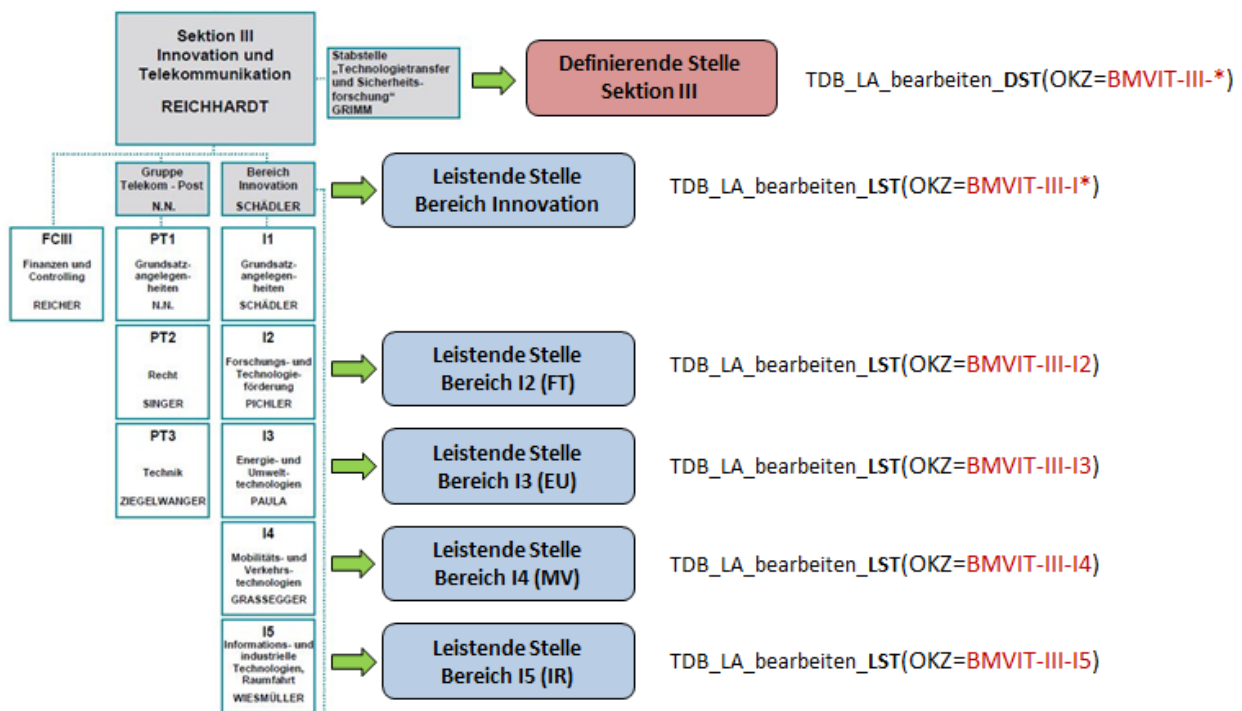 Sektion III
Innovation und
Telekommunikation
REICHHARDT
Stabstelle
„Technologietransfer
und Sicherheits-
forschung“
GRIMM
Definierende Stelle
Sektion III
TDB_LA_bearbeiten_DST(OKZ=BMVIT-III-*)
Gruppe
Telekom - Post
N.N.
Bereich
Innovation
SCHÄDLER
Leistende Stelle
Bereich Innovation
TDB_LA_bearbeiten_LST(OKZ=BMVIT-III-I*)
FCIII
Finanzen und
Controlling
REICHER
PT1
Grundsatz-
angelegen-
heiten
N.N.
I1
Grundsatz-
angelegen-
heiten
SCHÄDLER
PT2
Recht
SINGER
I2
Forschungs- und
Technologie-
förderung
PICHLER
Leistende Stelle
Bereich I2 (FT)
TDB_LA_bearbeiten_LST(OKZ=BMVIT-III-I2)
PT3
Technik
ZIEGELWANGER
I3
Energie- und
Umwelt-
technologien
PAULA
Leistende Stelle
Bereich I3 (EU)
TDB_LA_bearbeiten_LST(OKZ=BMVIT-III-I3)
I4
Mobilitäts- und
Verkehrs-
technologien
GRASSEGGER
Leistende Stelle
Bereich I4 (MV)
TDB_LA_bearbeiten_LST(OKZ=BMVIT-III-I4)
I5
Informations- und
industrielle
Technologien,
Raumfahrt
WIESMÜLLER
Leistende Stelle
Bereich I5 (IR)
TDB_LA_bearbeiten_LST(OKZ=BMVIT-III-I5)